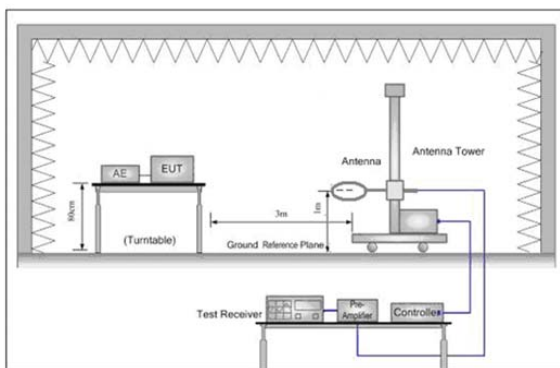 AE
EUT
Antenna
Antenna Tower
80cm
(Turntable)
3m
1m
Ground Reference Plane
Test Receiver
Pre-
Amplifier
Controller